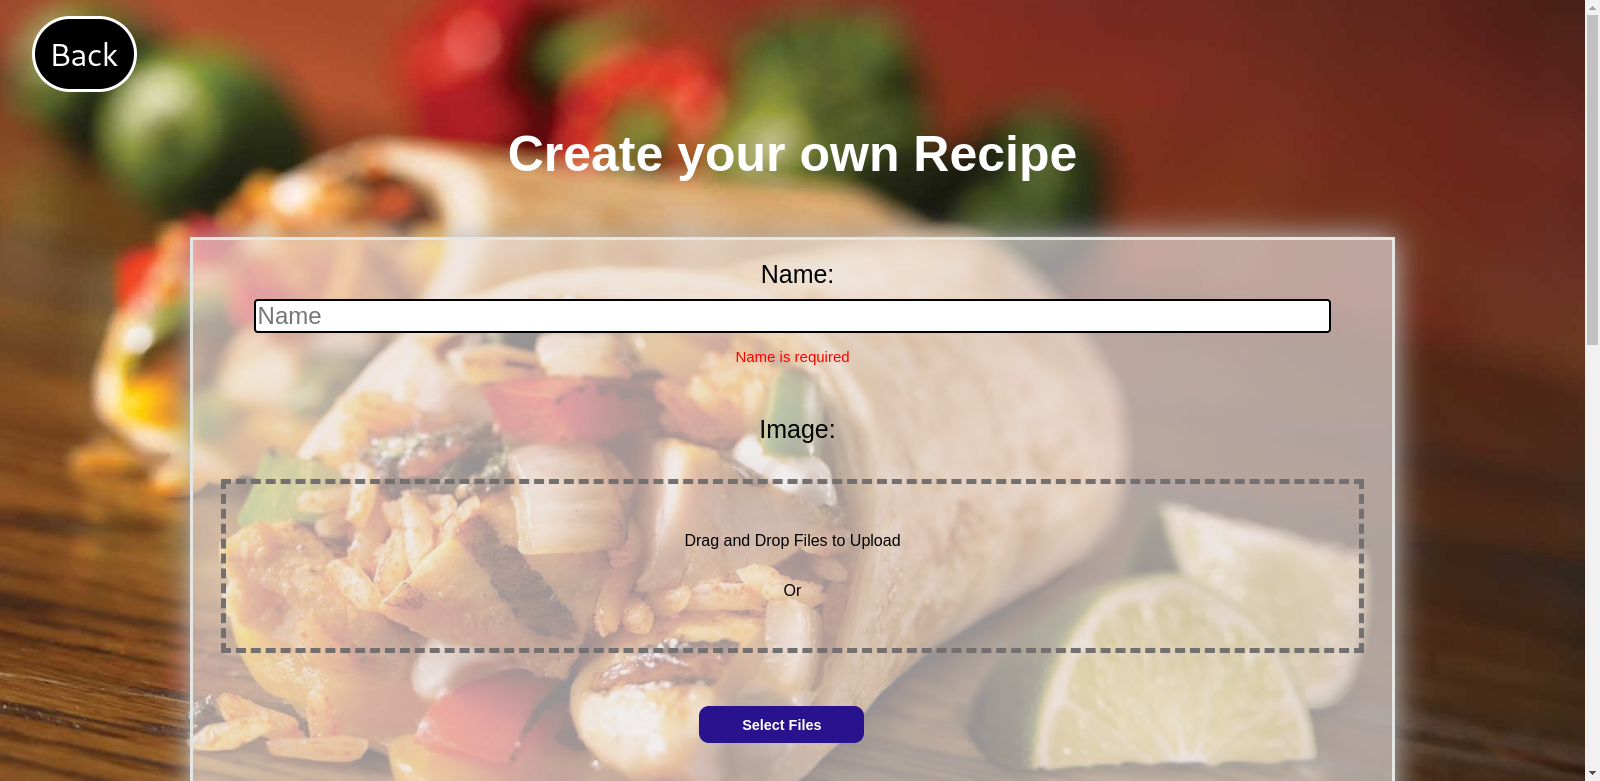 Back
Create your own Recipe
Name:
Name
Name is required
Image:
Drag and Drop Files to Upload
Or
Select Files